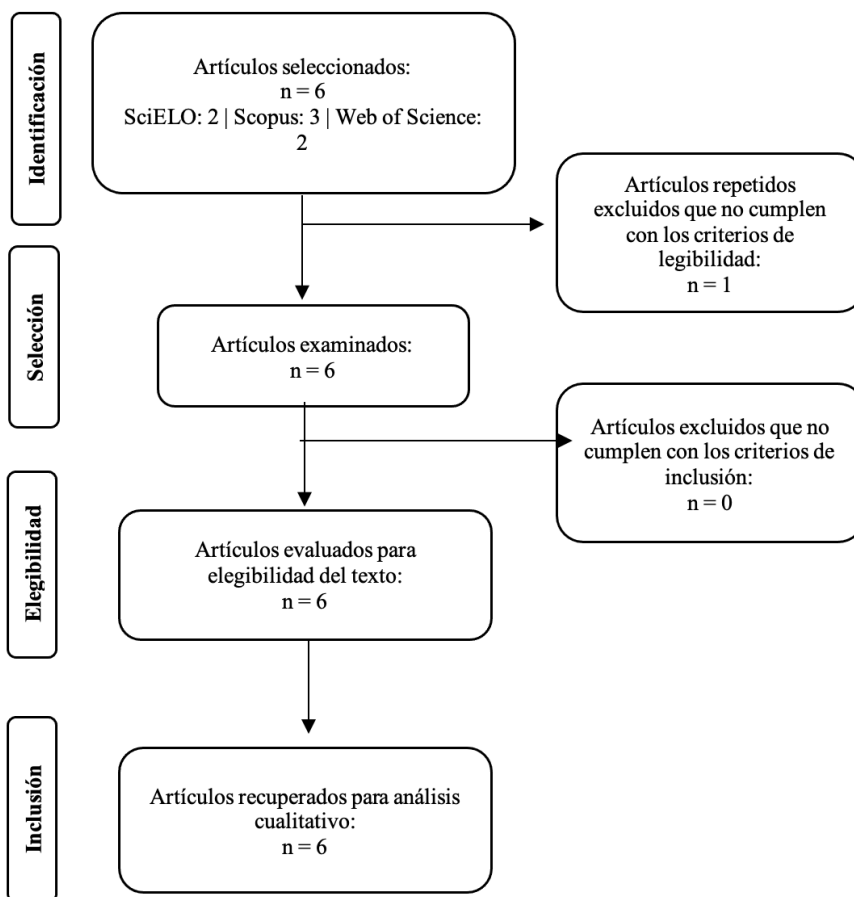 Identificación
Artículos seleccionados:
n = 6
SciELO: 2 | Scopus: 3 | Web of Science:
2
Artículos repetidos
excluidos que no cumplen
con los criterios de
legibilidad:
n = 1
Selección
Artículos examinados:
n = 6
Artículos excluidos que no
cumplen con los criterios de
inclusión:
n = 0
Elegibilidad
Artículos evaluados para
elegibilidad del texto:
n = 6
Inclusión
Artículos recuperados para análisis
cualitativo:
n = 6